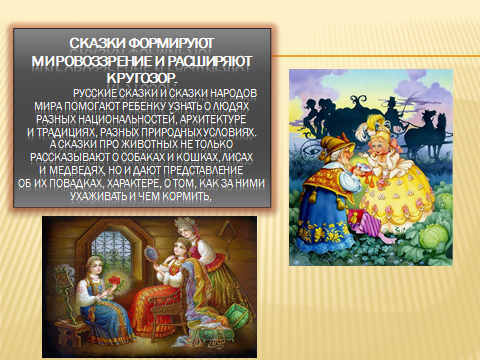 СКАЗКИ ФОРМИРУЮТ
МИРОВОЗЗРЕНИЕ И РАСШИРЯЮТ
КРУГОЗОР.
РУССКИЕ СКАЗКИ И СКАЗКИ НАРОДОВ
МИРА ПОМОГАЮТ РЕБЕНКУ УЗНАТЬ О ЛЮДЯХ
РАЗНЫХ НАЦИОНАЛЬНОСТЕЙ, АРХИТЕКТУРЕ
И ТРАДИЦИЯХ, РАЗНЫХ ПРИРОДНЫХ УСЛОВИЯХ.
А СКАЗКИ ПРО ЖИВОТНЫХ НЕ ТОЛЬКО
РАССКАЗЫВАЮТ О СОБАКАХ И КОШКАХ, ЛИСАХ
И МЕДВЕДЯХ, НО И ДАЮТ ПРЕДСТАВЛЕНИЕ
ОБ ИХ ПОВАДКАХ, ХАРАКТЕРЕ, О ТОМ, КАК ЗА НИМИ
УХАЖИВАТЬ И ЧЕМ КОРМИТЬ,